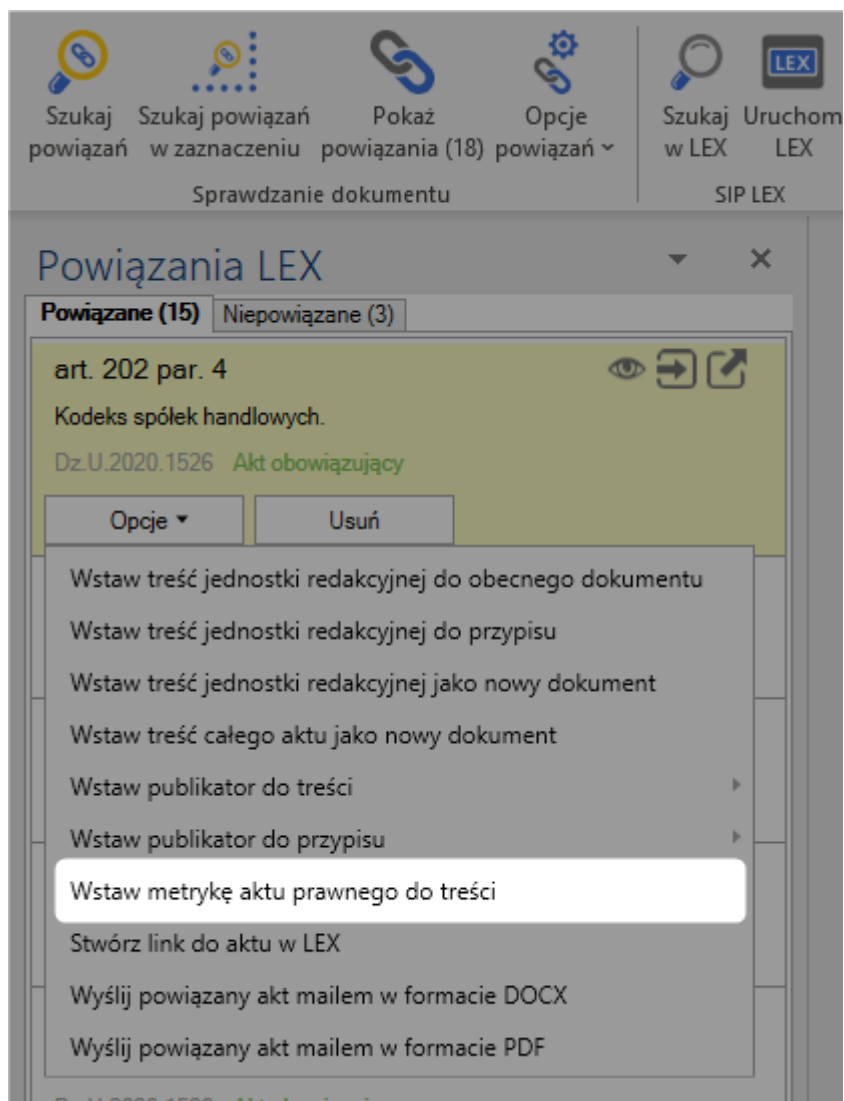 Szukaj powiązań
Szukaj powiązań w zaznaczeniu
Pokaż powiązania (18)
Opcje powiązań
Szukaj w LEX
LEX
Uruchom LEX
Sprawdzanie dokumentu
SIP LEX
Powiązania LEX
Powiązane (15)
Niepowiązane (3)
art. 202 par. 4
Kodeks spółek handlowych.
Dz.U.2020.1526 Akt obowiązujący
Opcje
Usuń
Wstaw treść jednostki redakcyjnej do obecnego dokumentu
Wstaw treść jednostki redakcyjnej do przypisu
Wstaw treść jednostki redakcyjnej jako nowy dokument
Wstaw treść całego aktu jako nowy dokument
Wstaw publikator do treści
Wstaw publikator do przypisu
Wstaw metrykę aktu prawnego do treści
Stwórz link do aktu w LEX
Wyślij powiązany akt mailem w formacie DOCX
Wyślij powiązany akt mailem w formacie PDF